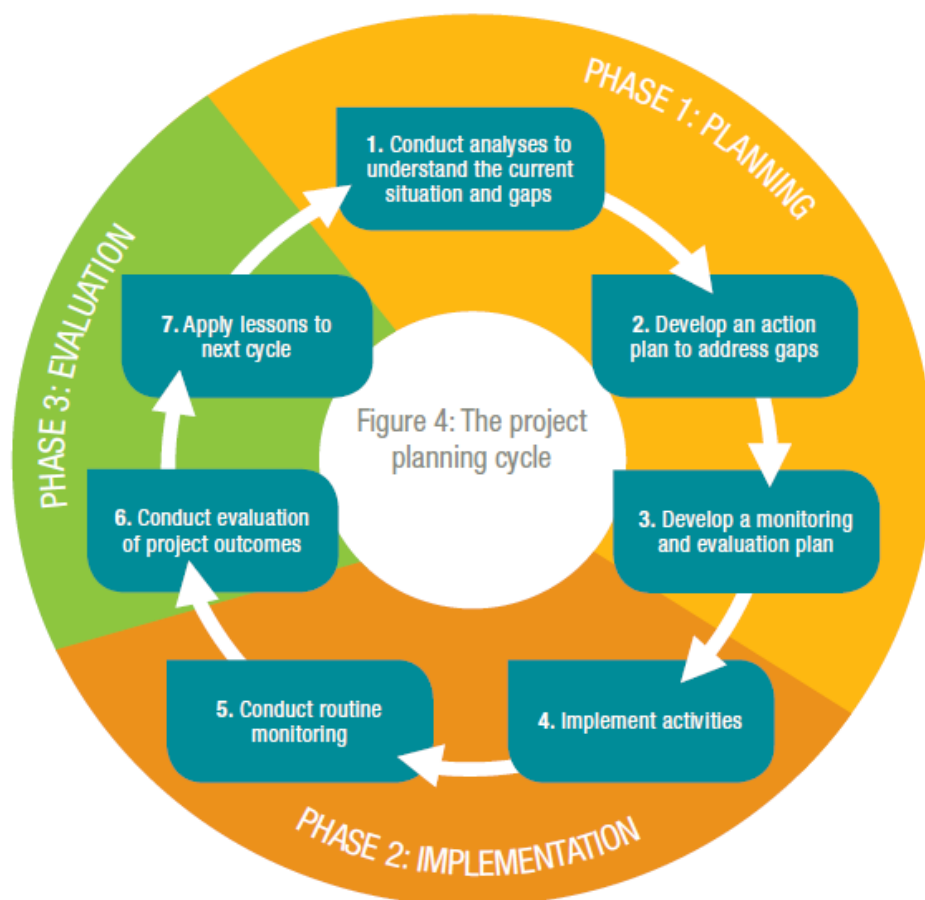 PHASE 1: PLANNING
1. Conduct analyses to
understand the current
situation and gaps
2. Develop an action
plan to address gaps
3. Develop a monitoring
and evaluation plan
PHASE 2: IMPLEMENTATION
4. Implement activities
5. Conduct routine
monitoring
PHASE 3: EVALUATION
6. Conduct evaluation
of project outcomes
7. Apply lessons to
next cycle
Figure 4: The project
planning cycle